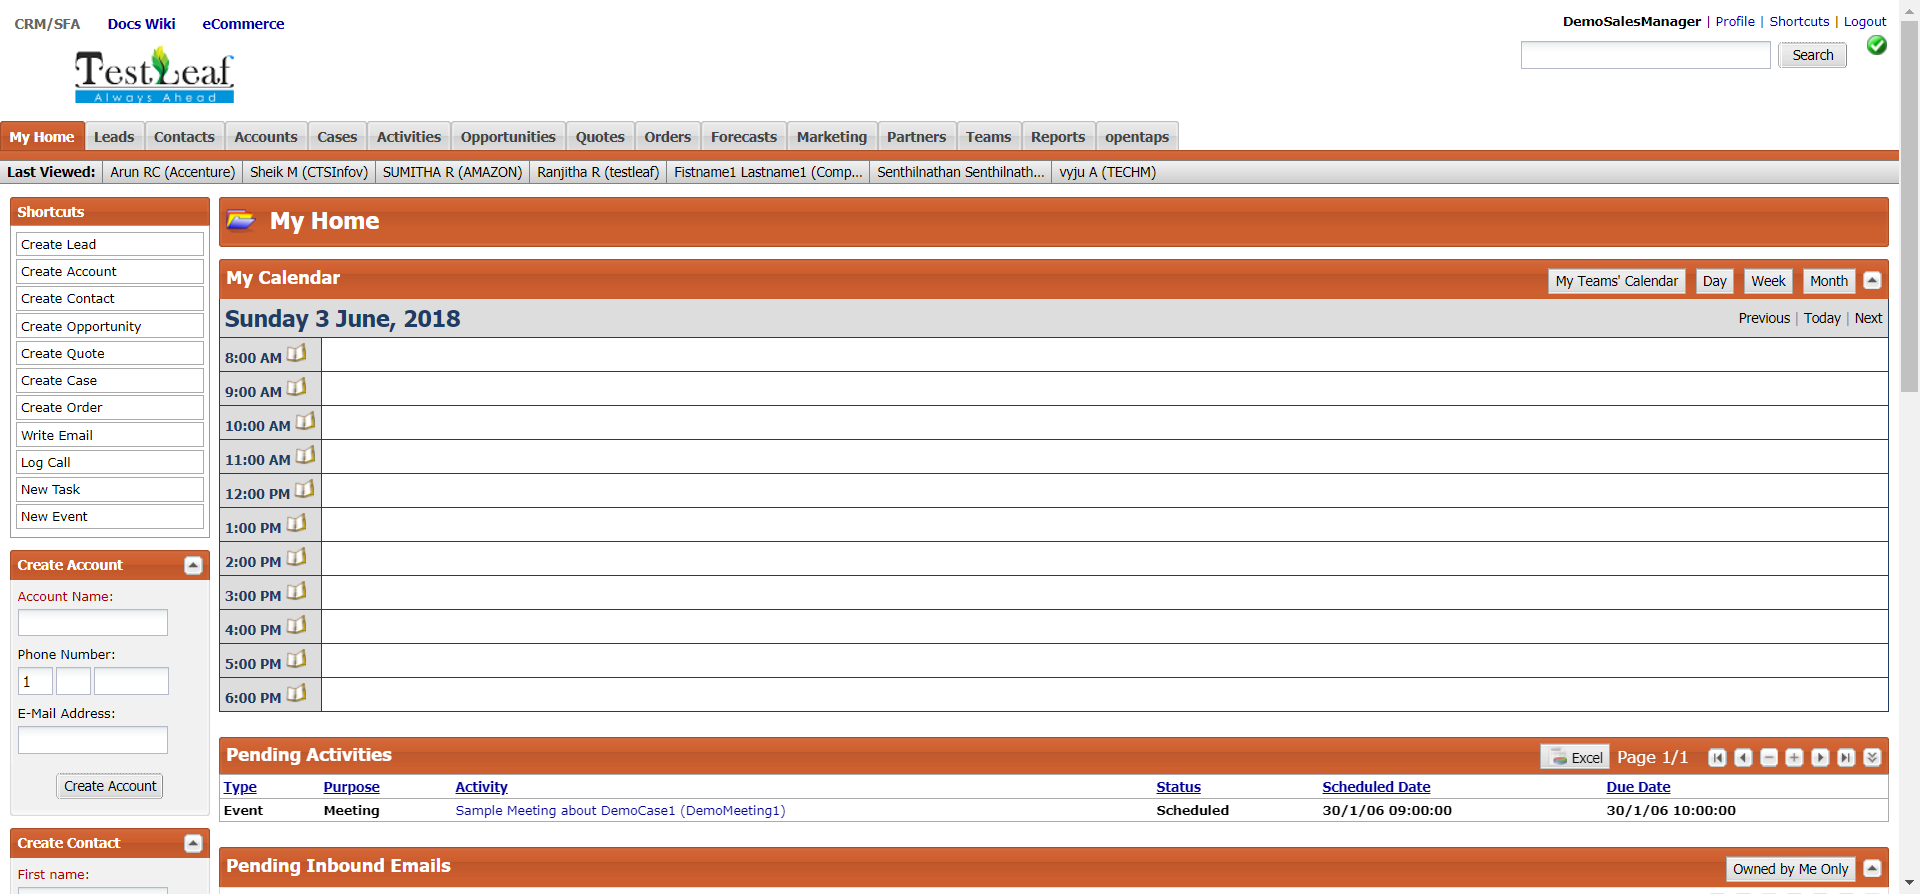 CRM/SFA Docs Wiki eCommerce
DemoSalesManager | Profile | Shortcuts | Logout
Search
TestLeaf
Always Ahead
My Home Leads Contacts Accounts Cases Activities Opportunities Quotes Orders Forecasts Marketing Partners Teams Reports opentaps
Last Viewed: Arun RC (Accenture) Sheik M (CTSInfov) SUMITHA R (AMAZON) Ranjitha R (testleaf) Fistname1 Lastname1 (Comp... Senthilnathan Senthilnath... vyju A (TECHM)
Shortcuts
Create Lead
Create Account
Create Contact
Create Opportunity
Create Quote
Create Case
Create Order
Write Email
Log Call
New Task
New Event
Create Account
Account Name:
Phone Number:
1
E-Mail Address:
Create Account
Create Contact
First name:
My Home
My Calendar
My Teams' Calendar Day Week Month
Sunday 3 June, 2018
Previous | Today | Next
8:00 AM
9:00 AM
10:00 AM
11:00 AM
12:00 PM
1:00 PM
2:00 PM
3:00 PM
4:00 PM
5:00 PM
6:00 PM
Pending Activities
Excel Page 1/1
Type Purpose Activity Status Scheduled Date Due Date
Event Meeting Sample Meeting about DemoCase1 (DemoMeeting1) Scheduled 30/1/06 09:00:00 30/1/06 10:00:00
Pending Inbound Emails
Owned by Me Only